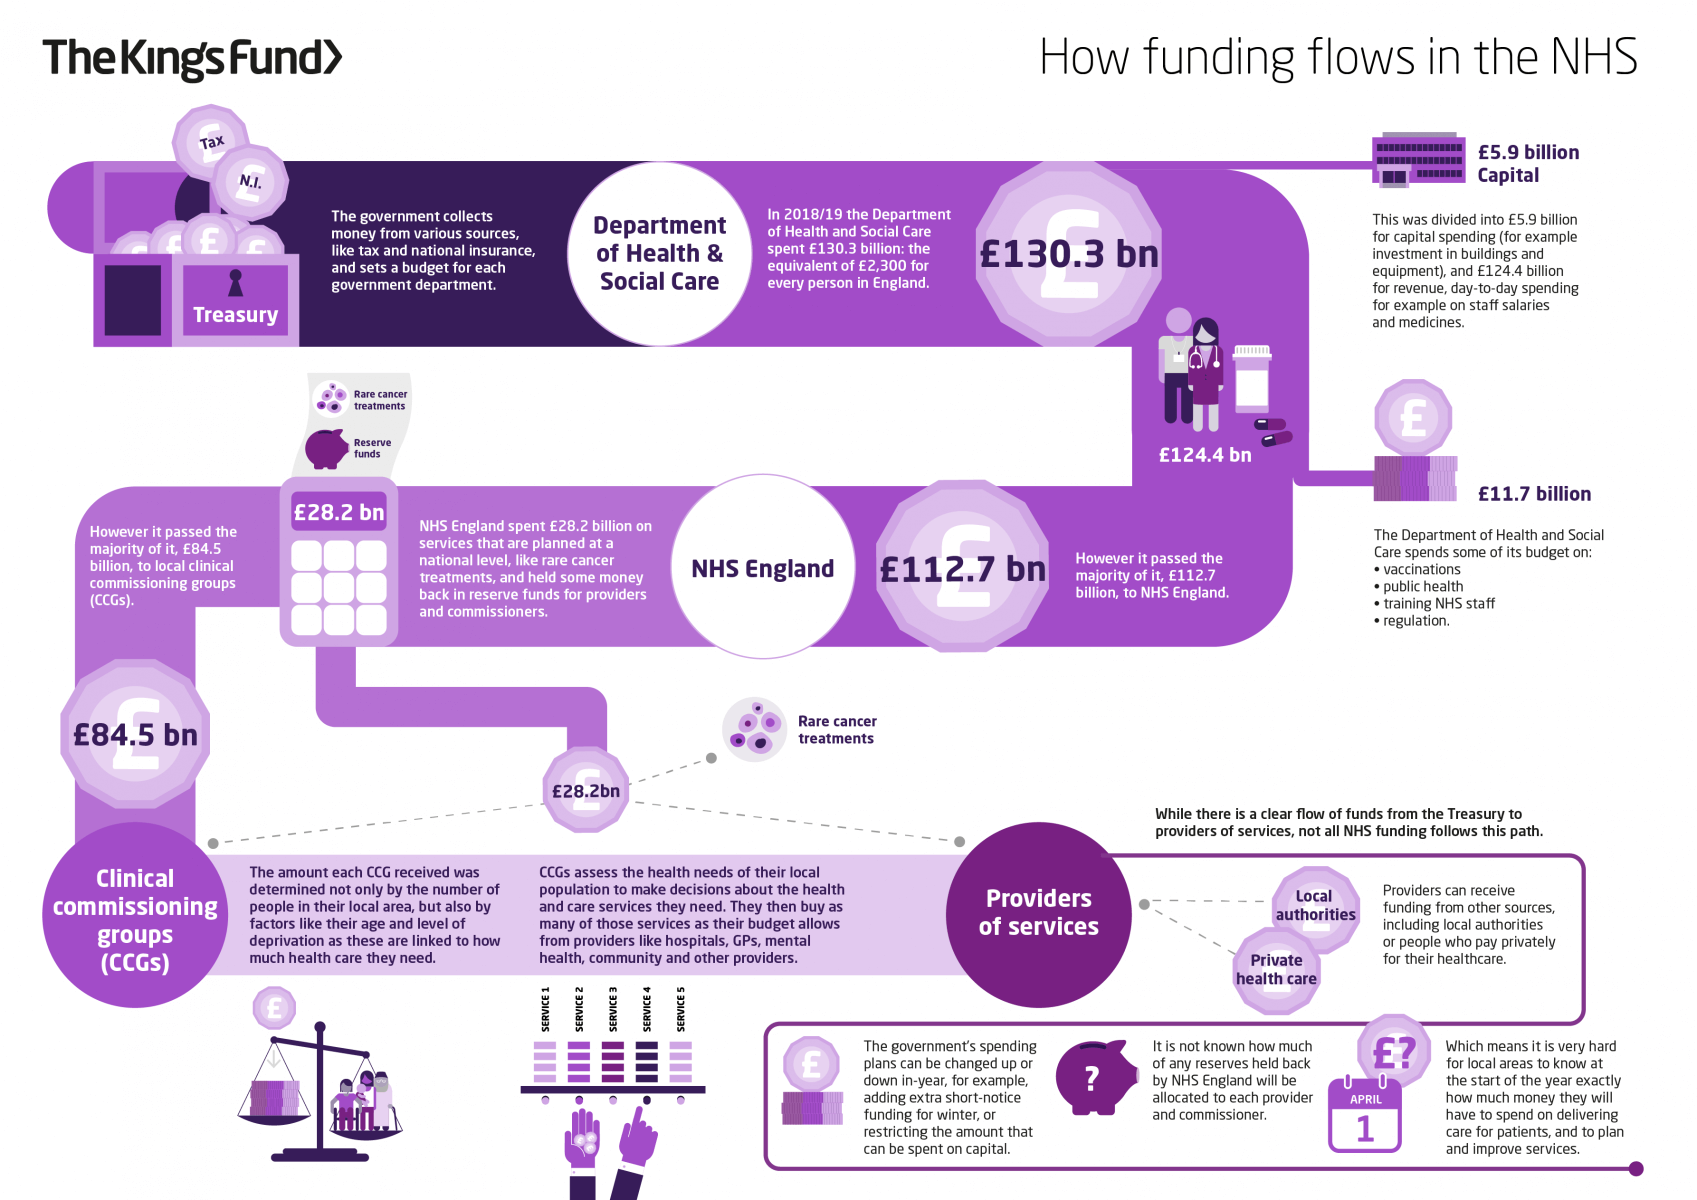 The King's Fund
How funding flows in the NHS
£
Tax
£
N.I.
£
£
£
£
Treasury
The government collects
money from various sources,
like tax and national insurance,
and sets a budget for each
government department.
Department
of Health &
Social Care
In 2018/19 the Department
of Health and Social Care
spent £130.3 billion: the
equivalent of £2,300 for
every person in England.
£
£130.3 bn
£5.9 billion
Capital
This was divided into £5.9 billion
for capital spending (for example
investment in buildings and
equipment), and £124.4 billion
for revenue, day-to-day spending
for example on staff salaries
and medicines.
£124.4 bn
£
£11.7 billion
The Department of Health and Social
Care spends some of its budget on:
• vaccinations
• public health
• training NHS staff
• regulation.
£
£112.7 bn
However it passed the
majority of it, £112.7
billion, to NHS England.
NHS England
NHS England spent £28.2 billion on
services that are planned at a
national level, like rare cancer
treatments, and held some money
back in reserve funds for providers
and commissioners.
Rare cancer
treatments
Reserve
funds
£28.2 bn
However it passed the
majority of it, £84.5
billion, to local clinical
commissioning groups
(CCGs).
£
£84.5 bn
£
£28.2bn
Rare cancer
treatments
Clinical
commissioning
groups
(CCGs)
The amount each CCG received was
determined not only by the number of
people in their local area, but also by
factors like their age and level of
deprivation as these are linked to how
much health care they need.
CCGs assess the health needs of their local
population to make decisions about the health
and care services they need. They then buy as
many of those services as their budget allows
from providers like hospitals, GPs, mental
health, community and other providers.
Providers
of services
£
SERVICE 1
SERVICE 2
SERVICE 3
SERVICE 4
SERVICE 5
While there is a clear flow of funds from the Treasury to
providers of services, not all NHS funding follows this path.
£
Local
authorities
£
Private
health care
Providers can receive
funding from other sources,
including local authorities
or people who pay privately
for their healthcare.
£
The government's spending
plans can be changed up or
down in-year, for example,
adding extra short-notice
funding for winter, or
restricting the amount that
can be spent on capital.
?
It is not known how much
of any reserves held back
by NHS England will be
allocated to each provider
and commissioner.
£?
APRIL
1
Which means it is very hard
for local areas to know at
the start of the year exactly
how much money they will
have to spend on delivering
care for patients, and to plan
and improve services.